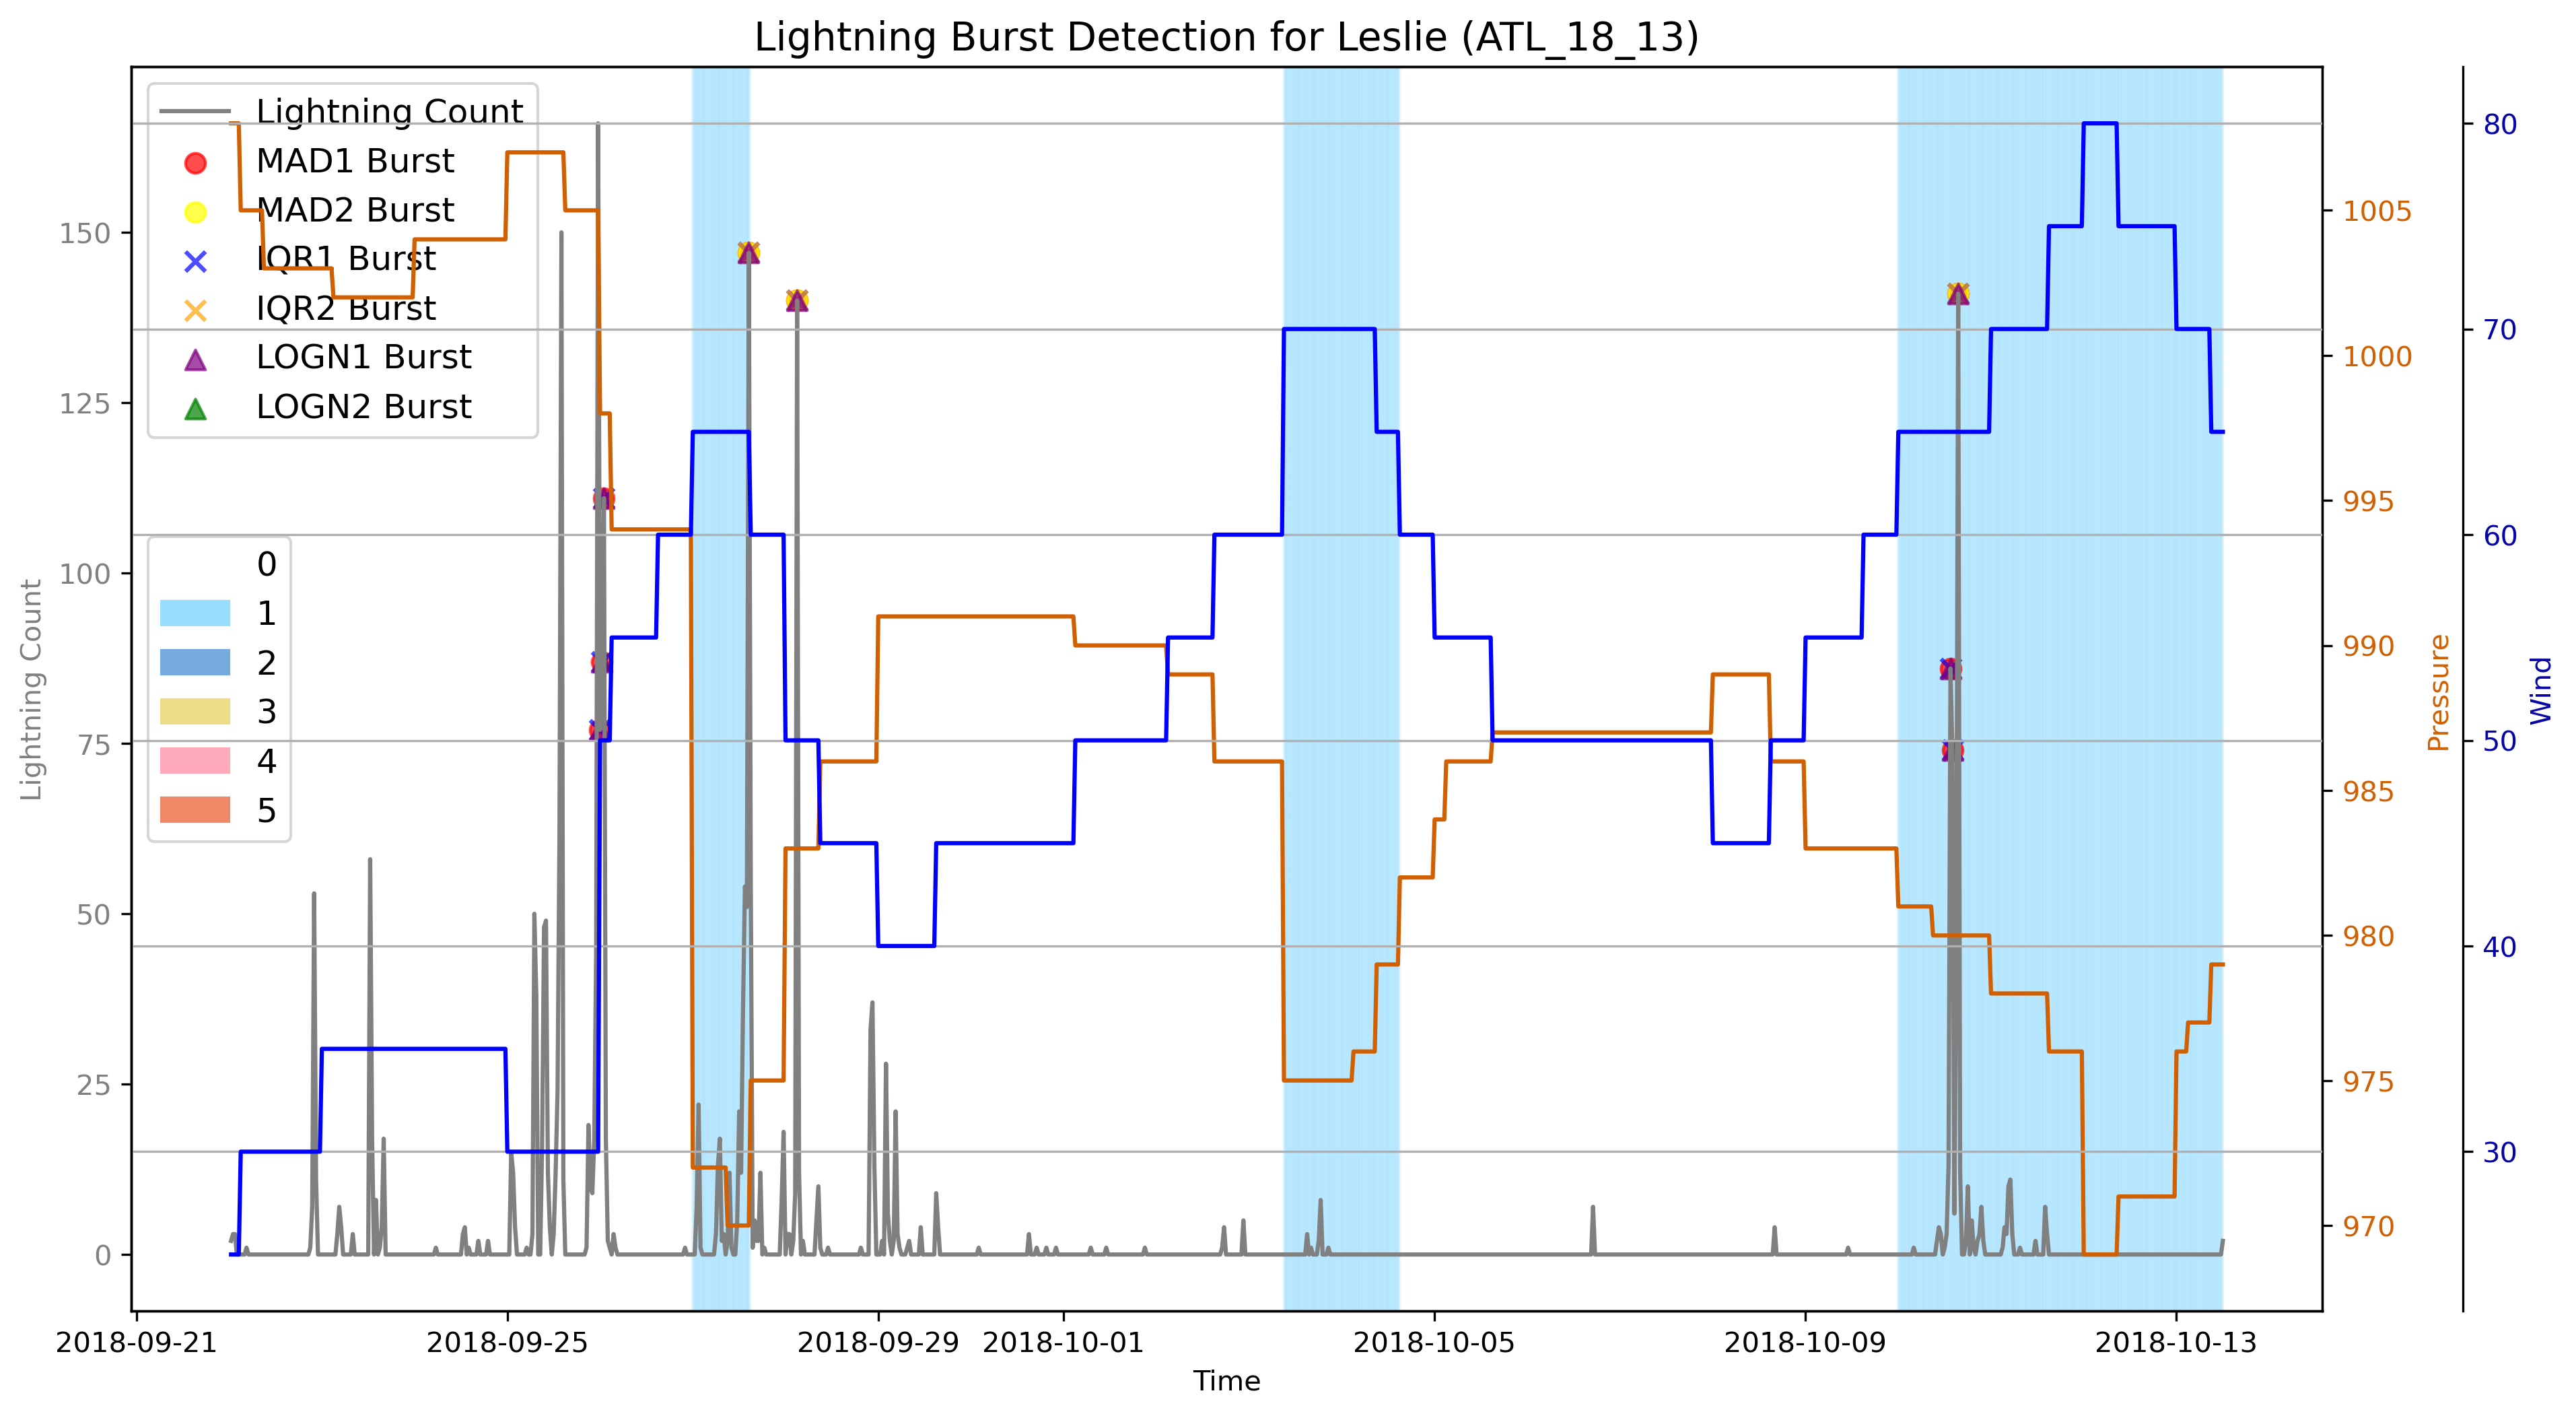 Lightning Burst Detection for Leslie (ATL_18_13)
Lightning Count
MAD1 Burst
MAD2 Burst
IQR1 Burst
IQR2 Burst
LOGN1 Burst
LOGN2 Burst
0
1
2
3
4
5
Lightning Count
150
125
100
75
50
25
0
1005
1000
995
990
985
980
975
970
Pressure
80
70
60
50
40
30
Wind
2018-09-21
2018-09-25
2018-09-29
2018-10-01
2018-10-05
2018-10-09
2018-10-13
Time